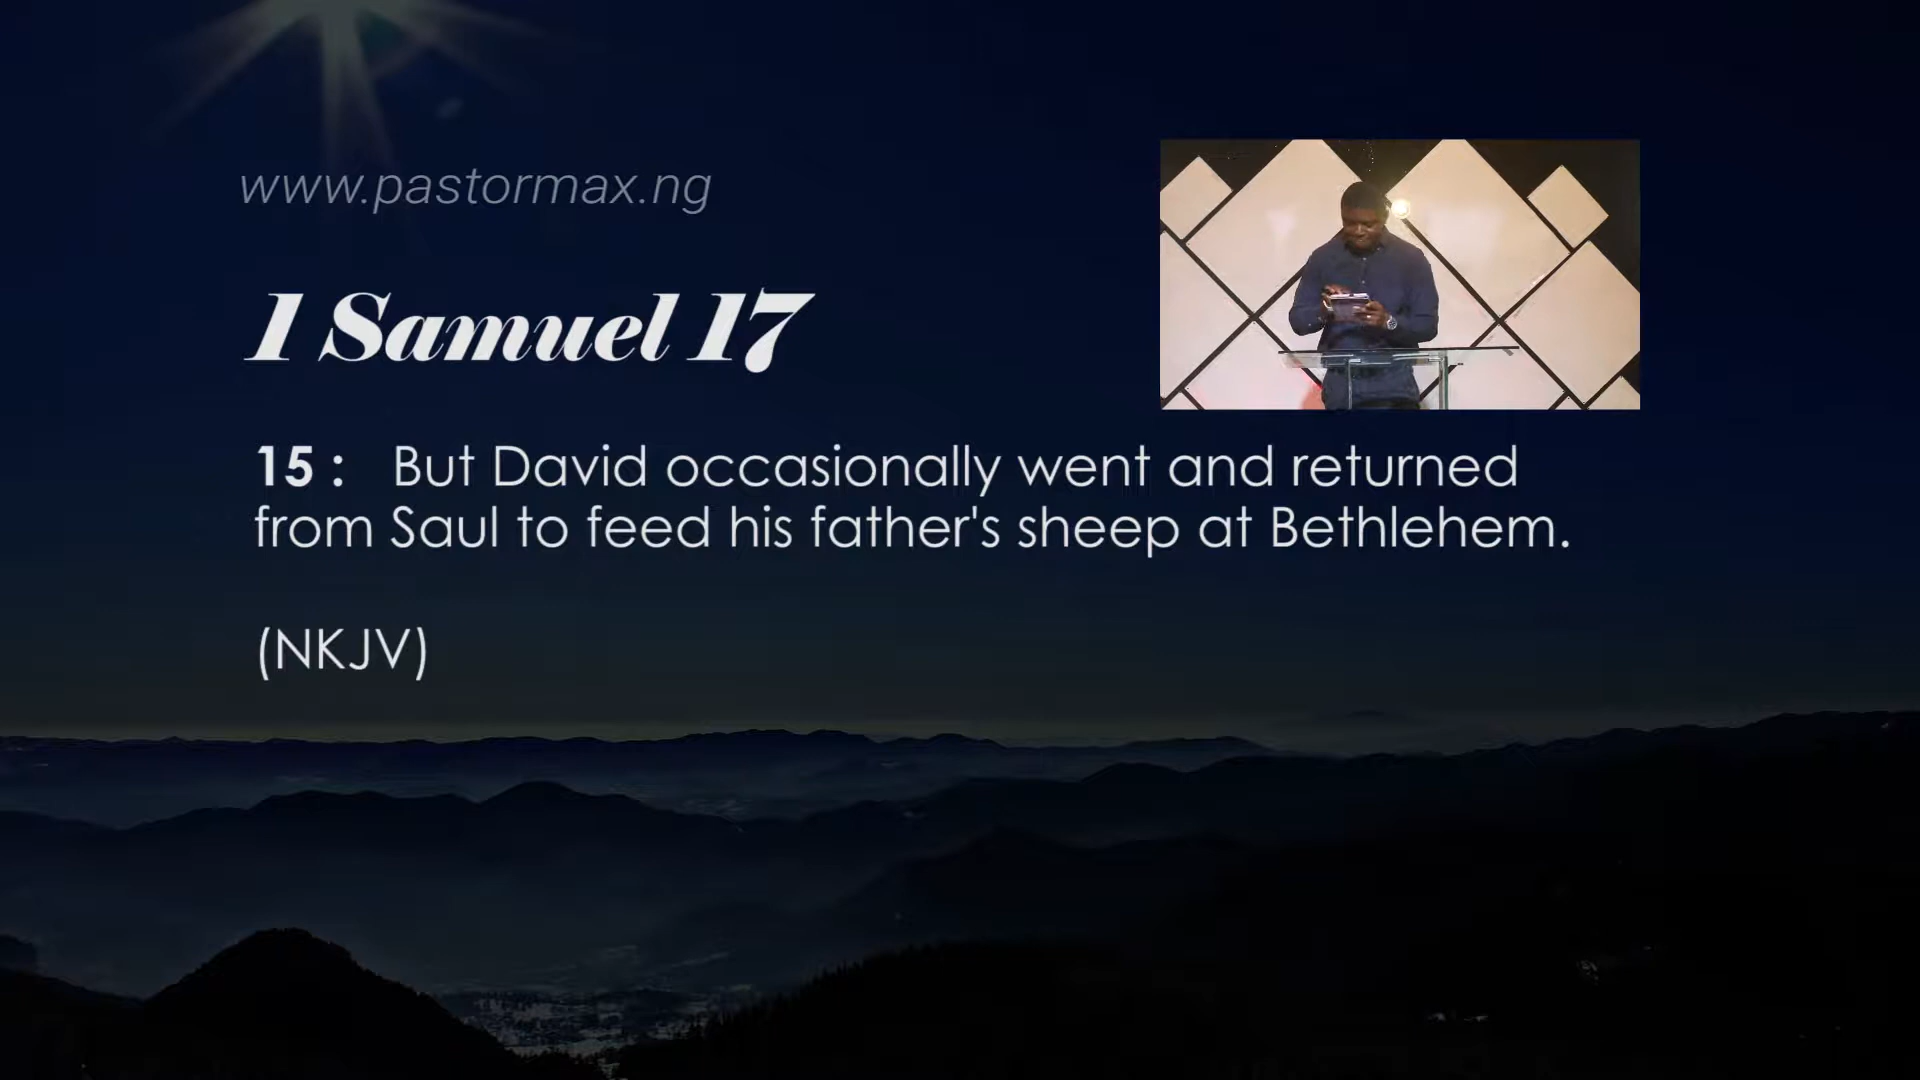 www.pastormax.ng
1 Samuel 17
15 : But David occasionally went and returned
from Saul to feed his father's sheep at Bethlehem.
(NKJV)